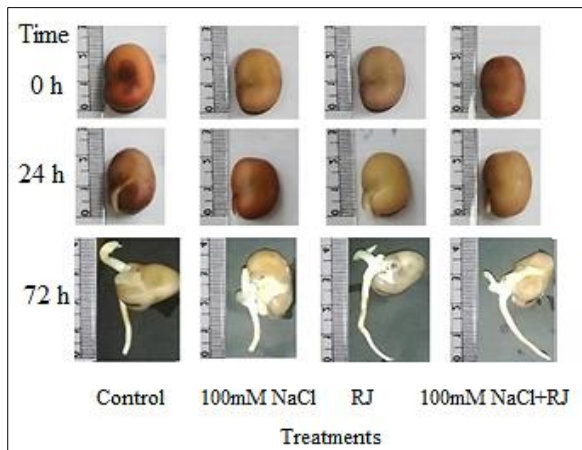 Time
0 h
24 h
72 h
Control 100mM NaCl RJ 100mM NaCl+RJ
Treatments